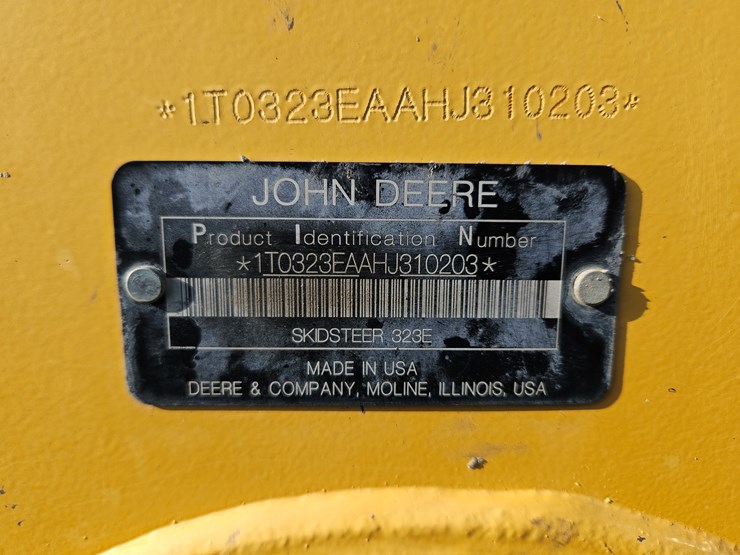 *1T0323EAAHJ310203*
JOHN DEERE
Product Identification Number
*1T0323EAAHJ310203*
SKIDSTEER 323E
MADE IN USA
DEERE & COMPANY, MOLINE, ILLINOIS, USA